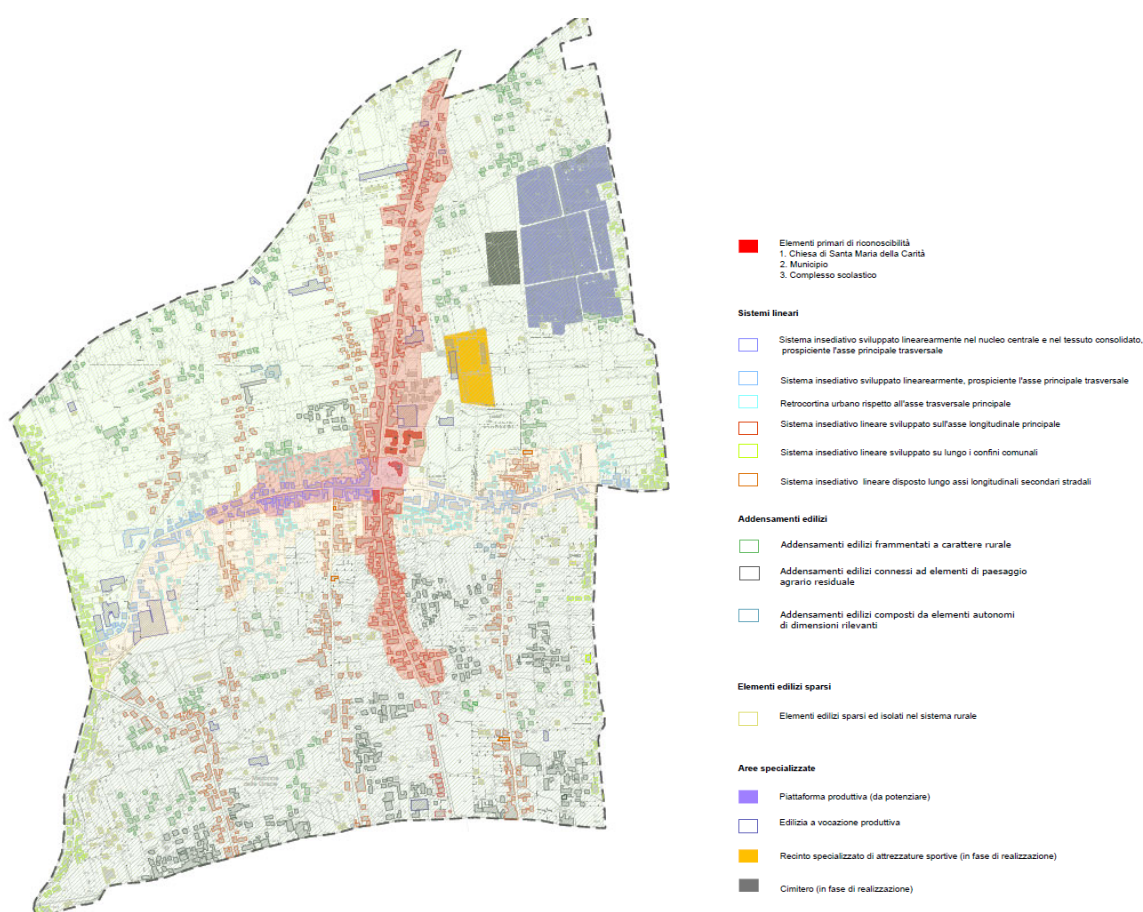 Elementi primari di riconoscibilità
1. Chiesa di Santa Maria della Carità
2. Municipio
3. Complesso scolastico
Sistemi lineari
Sistema insediativo sviluppato linearearmente nel nucleo centrale e nel tessuto consolidato,
prospiciente l'asse principale trasversale
Sistema insediativo sviluppato linearearmente, prospiciente l'asse principale trasversale
Retrocortina urbano rispetto all'asse trasversale principale
Sistema insediativo lineare sviluppato sull'asse longitudinale principale
Sistema insediativo lineare sviluppato su lungo i confini comunali
Sistema insediativo lineare disposto lungo assi longitudinali secondari stradali
Addensamenti edilizi
Addensamenti edilizi frammentati a carattere rurale
Addensamenti edilizi connessi ad elementi di paesaggio
agrario residuale
Addensamenti edilizi composti da elementi autonomi
di dimensioni rilevanti
Elementi edilizi sparsi
Elementi edilizi sparsi ed isolati nel sistema rurale
Aree specializzate
Piattaforma produttiva (da potenziare)
Edilizia a vocazione produttiva
Recinto specializzato di attrezzature sportive (in fase di realizzazione)
Cimitero (in fase di realizzazione)
Madonna
delle Grazie